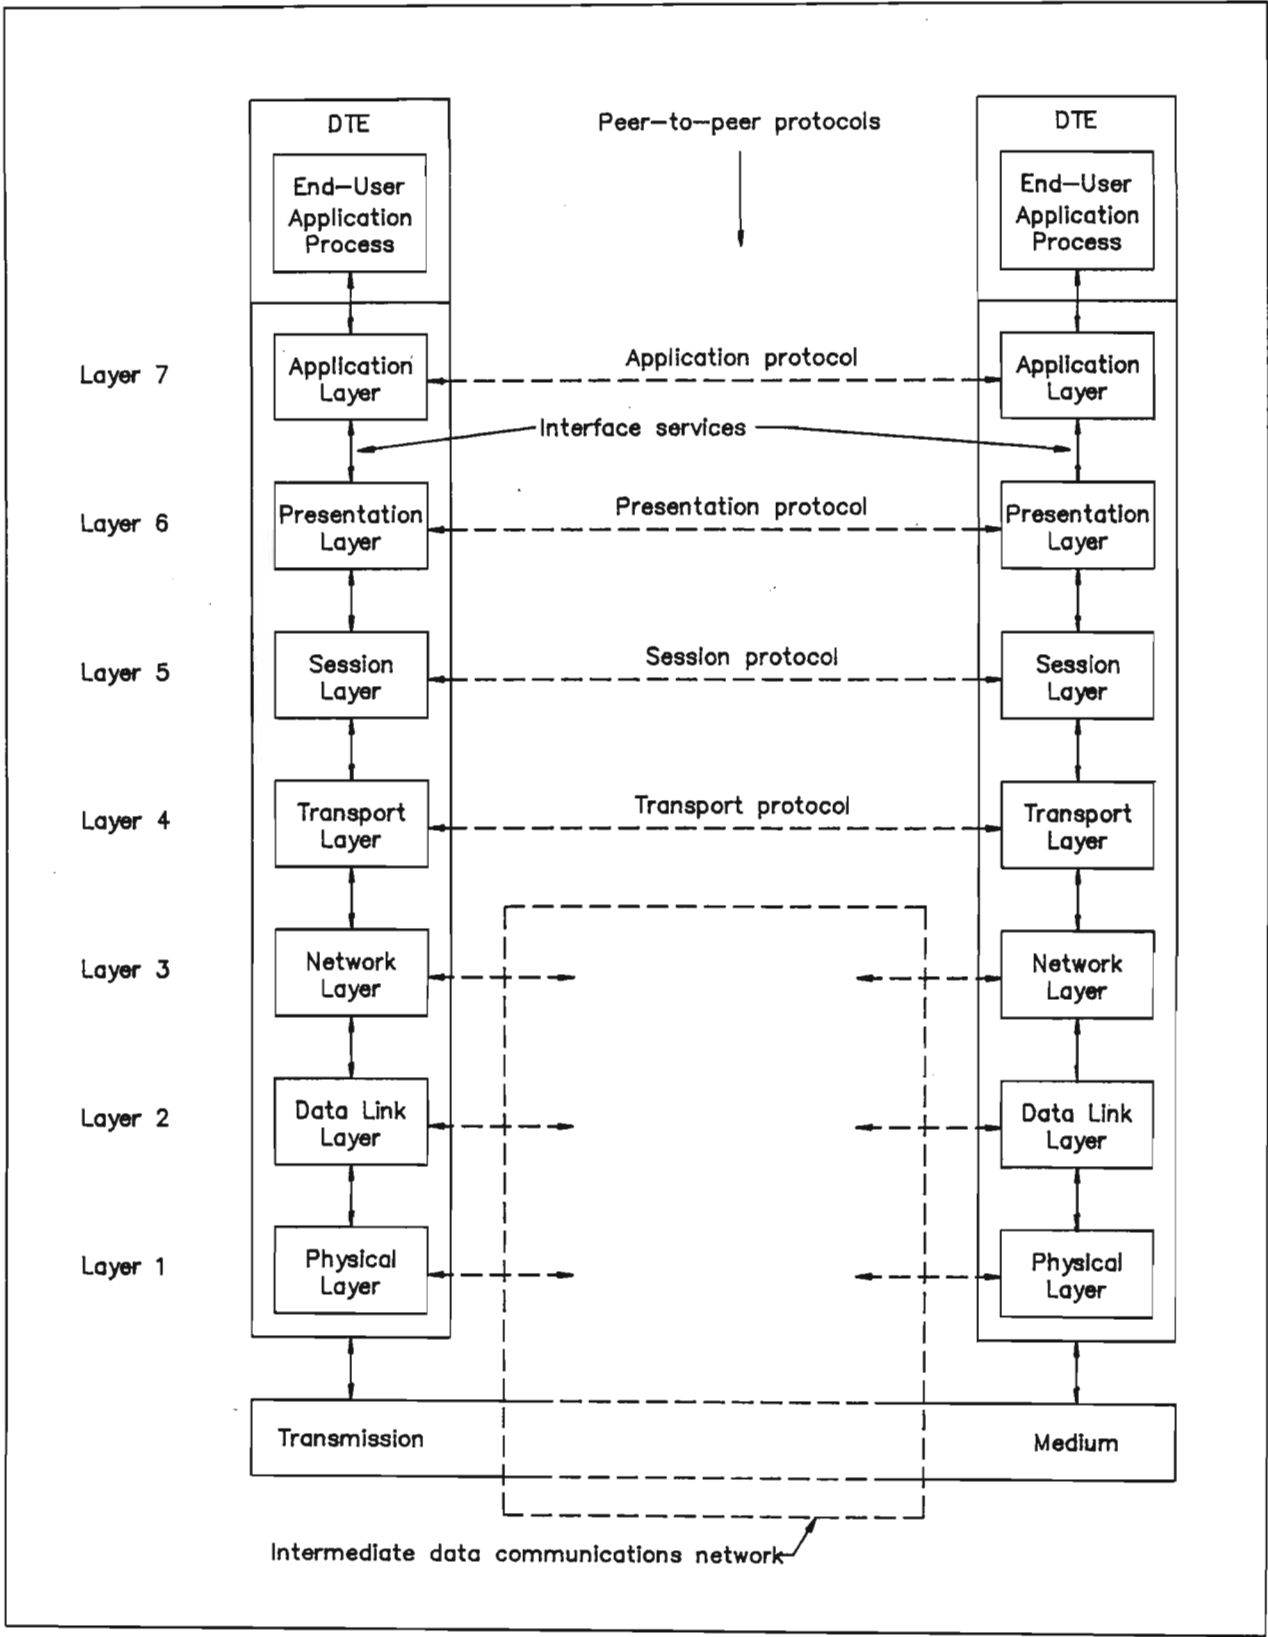 DTE
Peer-to-peer protocols
DTE
End-User
Application
Process
End-User
Application
Process
Layer 7
Application
Layer
Application protocol
Application
Layer
Interface services
Layer 6
Presentation
Layer
Presentation protocol
Presentation
Layer
Layer 5
Session
Layer
Session protocol
Session
Layer
Layer 4
Transport
Layer
Transport protocol
Transport
Layer
Layer 3
Network
Layer
Network
Layer
Layer 2
Data Link
Layer
Data Link
Layer
Layer 1
Physical
Layer
Physical
Layer
Transmission
Medium
Intermediate data communications network